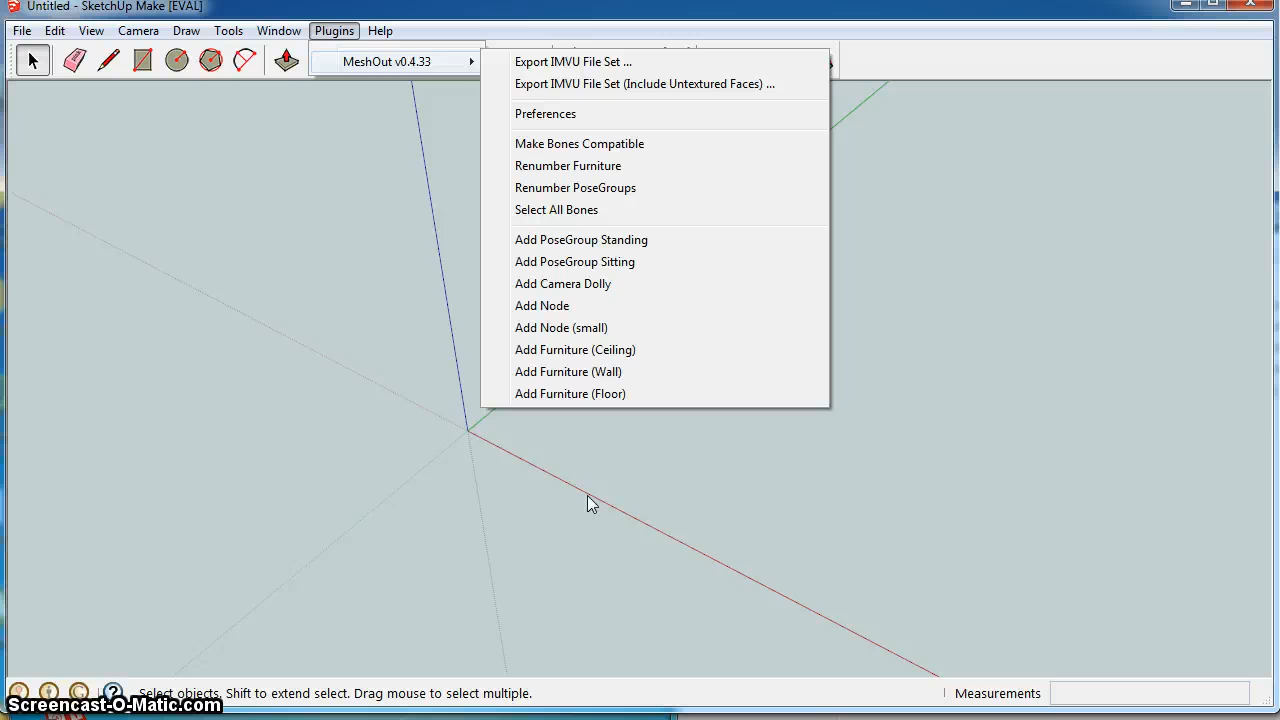 Untitled - SketchUp Make [EVAL]
File Edit View Camera Draw Tools Window Plugins Help
MeshOut v0.4.33
Export IMVU File Set ...
Export IMVU File Set (Include Untextured Faces) ...
Preferences
Make Bones Compatible
Renumber Furniture
Renumber PoseGroups
Select All Bones
Add PoseGroup Standing
Add PoseGroup Sitting
Add Camera Dolly
Add Node
Add Node (small)
Add Furniture (Ceiling)
Add Furniture (Wall)
Add Furniture (Floor)
Select objects. Shift to extend select. Drag mouse to select multiple. Measurements
Screencast-O-Matic.com